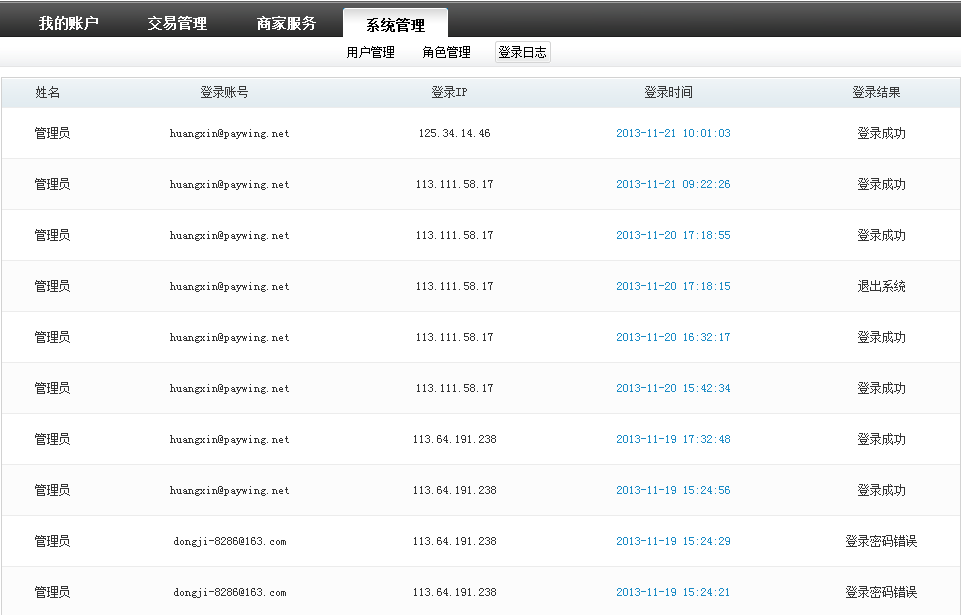 我的账户 交易管理 商家服务 系统管理
用户管理 角色管理 登录日志
姓名 登录账号 登录IP 登录时间 登录结果
管理员 huangxin@paywing.net 125.34.14.46 2013-11-21 10:01:03 登录成功
管理员 huangxin@paywing.net 113.111.58.17 2013-11-21 09:22:26 登录成功
管理员 huangxin@paywing.net 113.111.58.17 2013-11-20 17:18:55 登录成功
管理员 huangxin@paywing.net 113.111.58.17 2013-11-20 17:18:15 退出系统
管理员 huangxin@paywing.net 113.111.58.17 2013-11-20 16:32:17 登录成功
管理员 huangxin@paywing.net 113.111.58.17 2013-11-20 15:42:34 登录成功
管理员 huangxin@paywing.net 113.64.191.238 2013-11-19 17:32:48 登录成功
管理员 huangxin@paywing.net 113.64.191.238 2013-11-19 15:24:56 登录成功
管理员 dongji-8286@163.com 113.64.191.238 2013-11-19 15:24:29 登录密码错误
管理员 dongji-8286@163.com 113.64.191.238 2013-11-19 15:24:21 登录密码错误